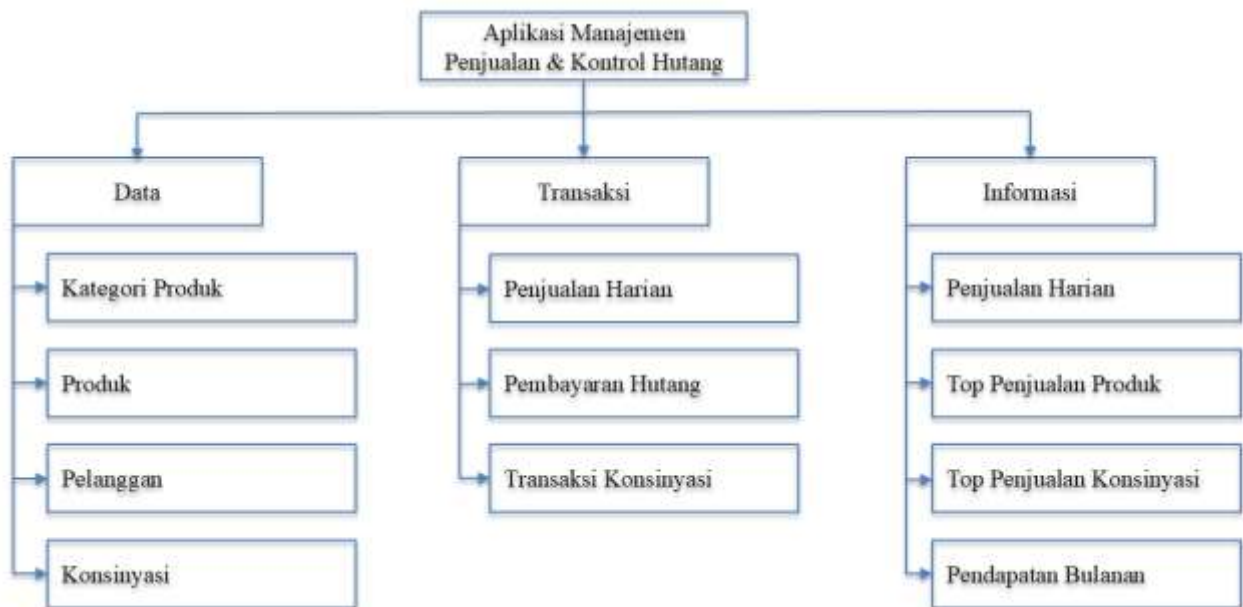 Aplikasi Manajemen
Penjualan & Kontrol Hutang
Data
Kategori Produk
Produk
Pelanggan
Konsinyasi
Transaksi
Penjualan Harian
Pembayaran Hutang
Transaksi Konsinyasi
Informasi
Penjualan Harian
Top Penjualan Produk
Top Penjualan Konsinyasi
Pendapatan Bulanan